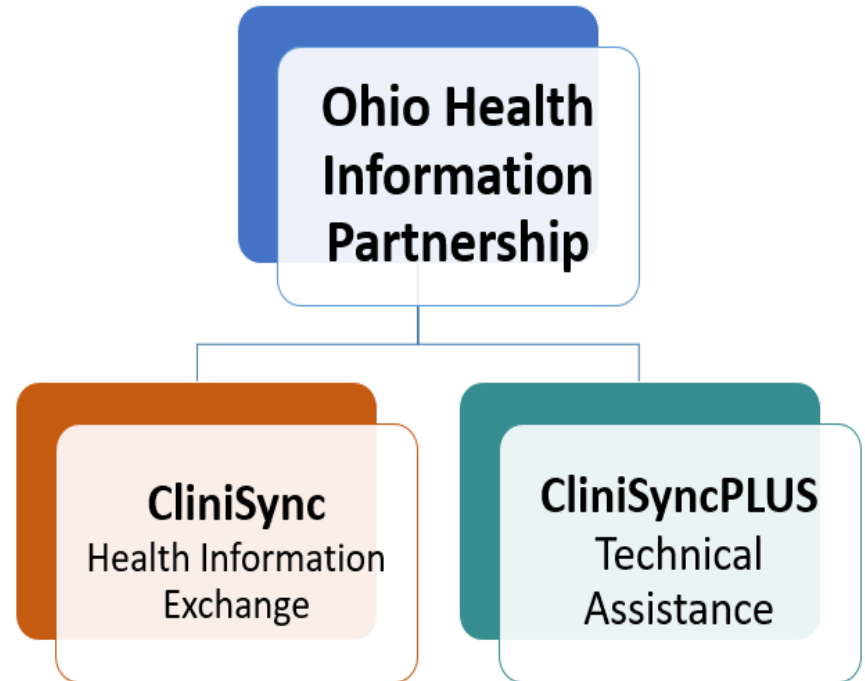 Ohio Health
Information
Partnership
CliniSync
Health Information
Exchange
CliniSyncPLUS
Technical
Assistance